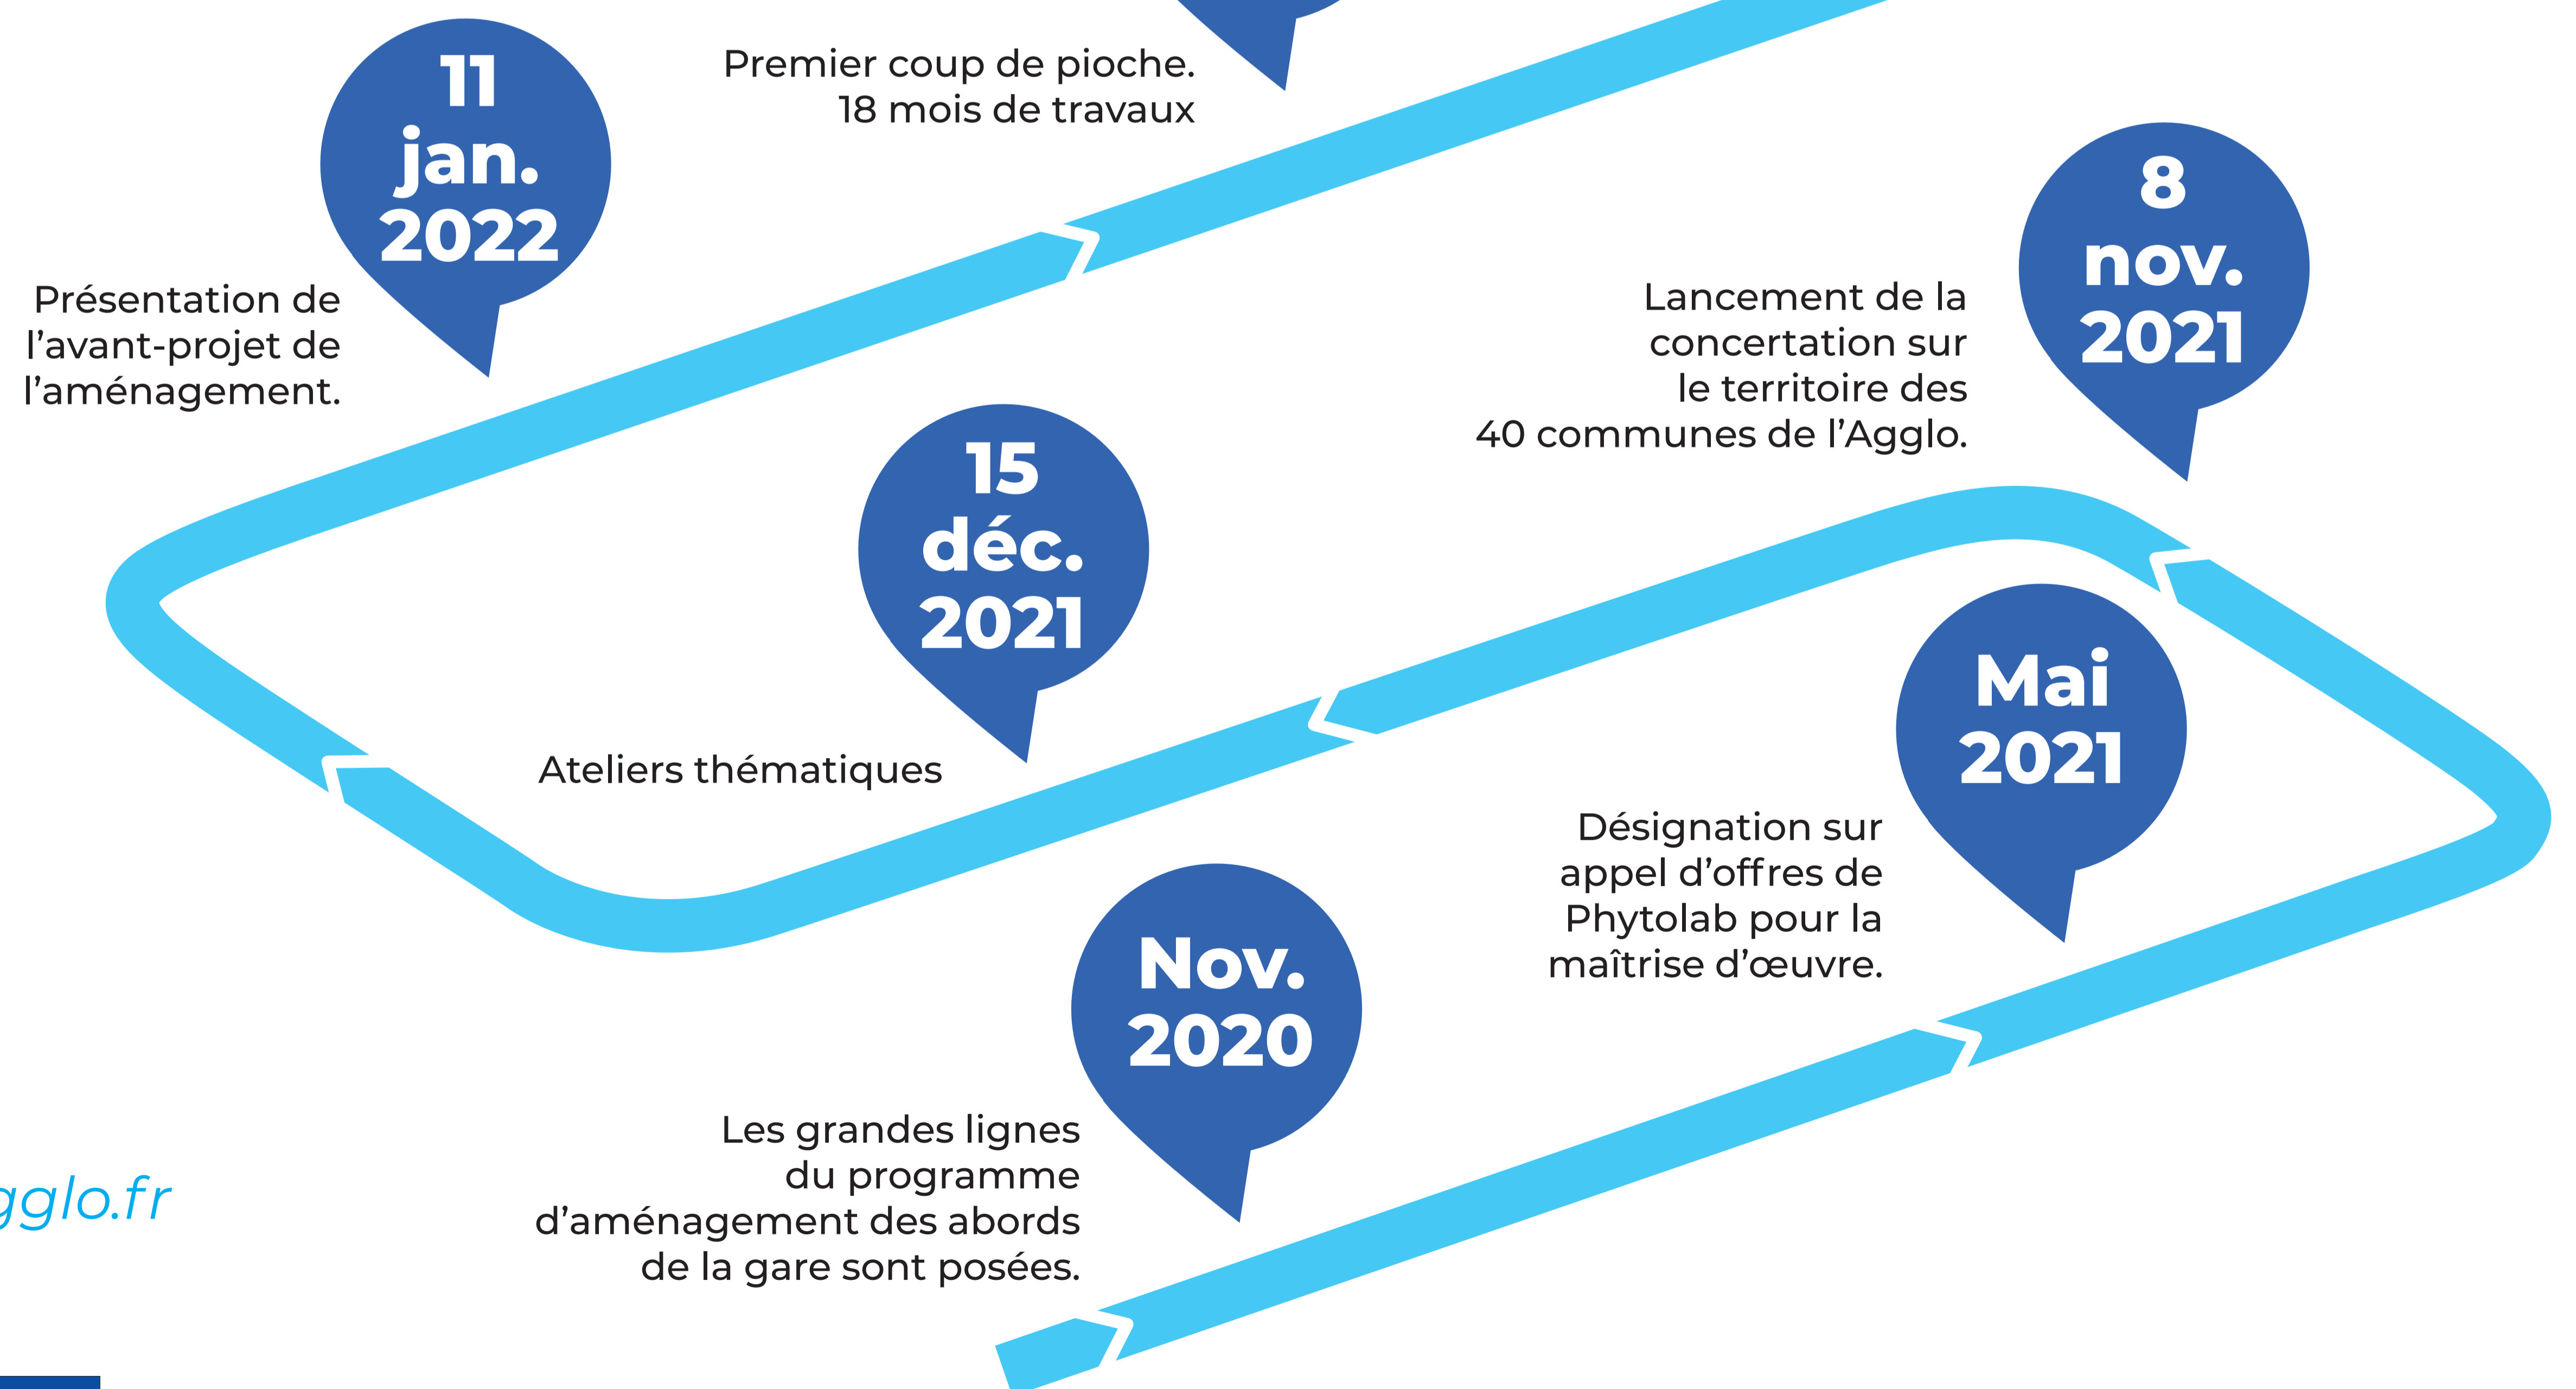 11
jan.
2022
Premier coup de pioche.
18 mois de travaux
8
nov.
2021
Présentation de
l’avant-projet de
l’aménagement.
Lancement de la
concertation sur
le territoire des
40 communes de l’Agglo.
15
déc.
2021
Ateliers thématiques
Mai
2021
Désignation sur
appel d’offres de
Phytolab pour la
maîtrise d’œuvre.
Nov.
2020
Les grandes lignes
du programme
d’aménagement des abords
de la gare sont posées.
gglo.fr